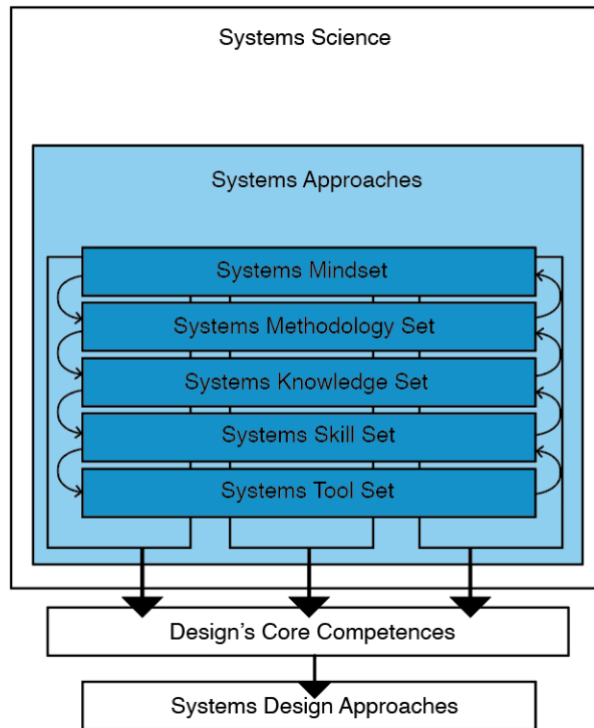 Systems Science
Systems Approaches
Systems Mindset
Systems Methodology Set
Systems Knowledge Set
Systems Skill Set
Systems Tool Set
Design’s Core Competences
Systems Design Approaches